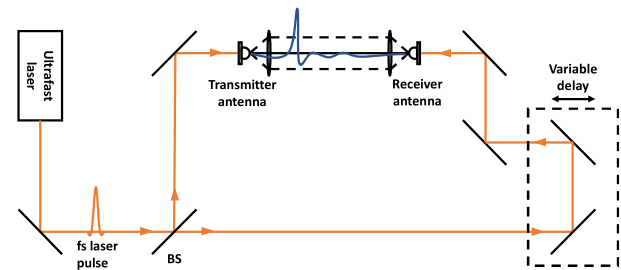 Ultrafast
laser
Transmitter
antenna
Receiver
antenna
Variable
delay
fs laser
pulse
BS